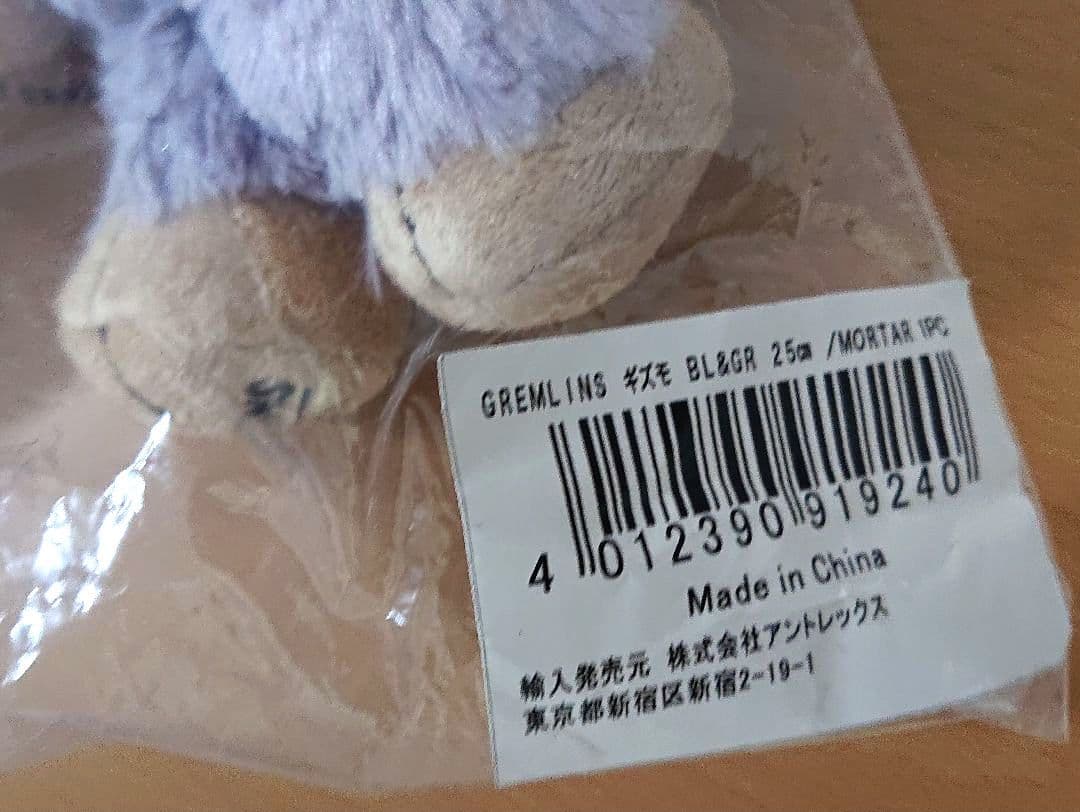 GREMLINS ギズモ BL&GR 25㎝ /MORTAR 1PC
4 012390 919240
Made in China
輸入発売元 株式会社アントレックス
東京都新宿区新宿2-19-1